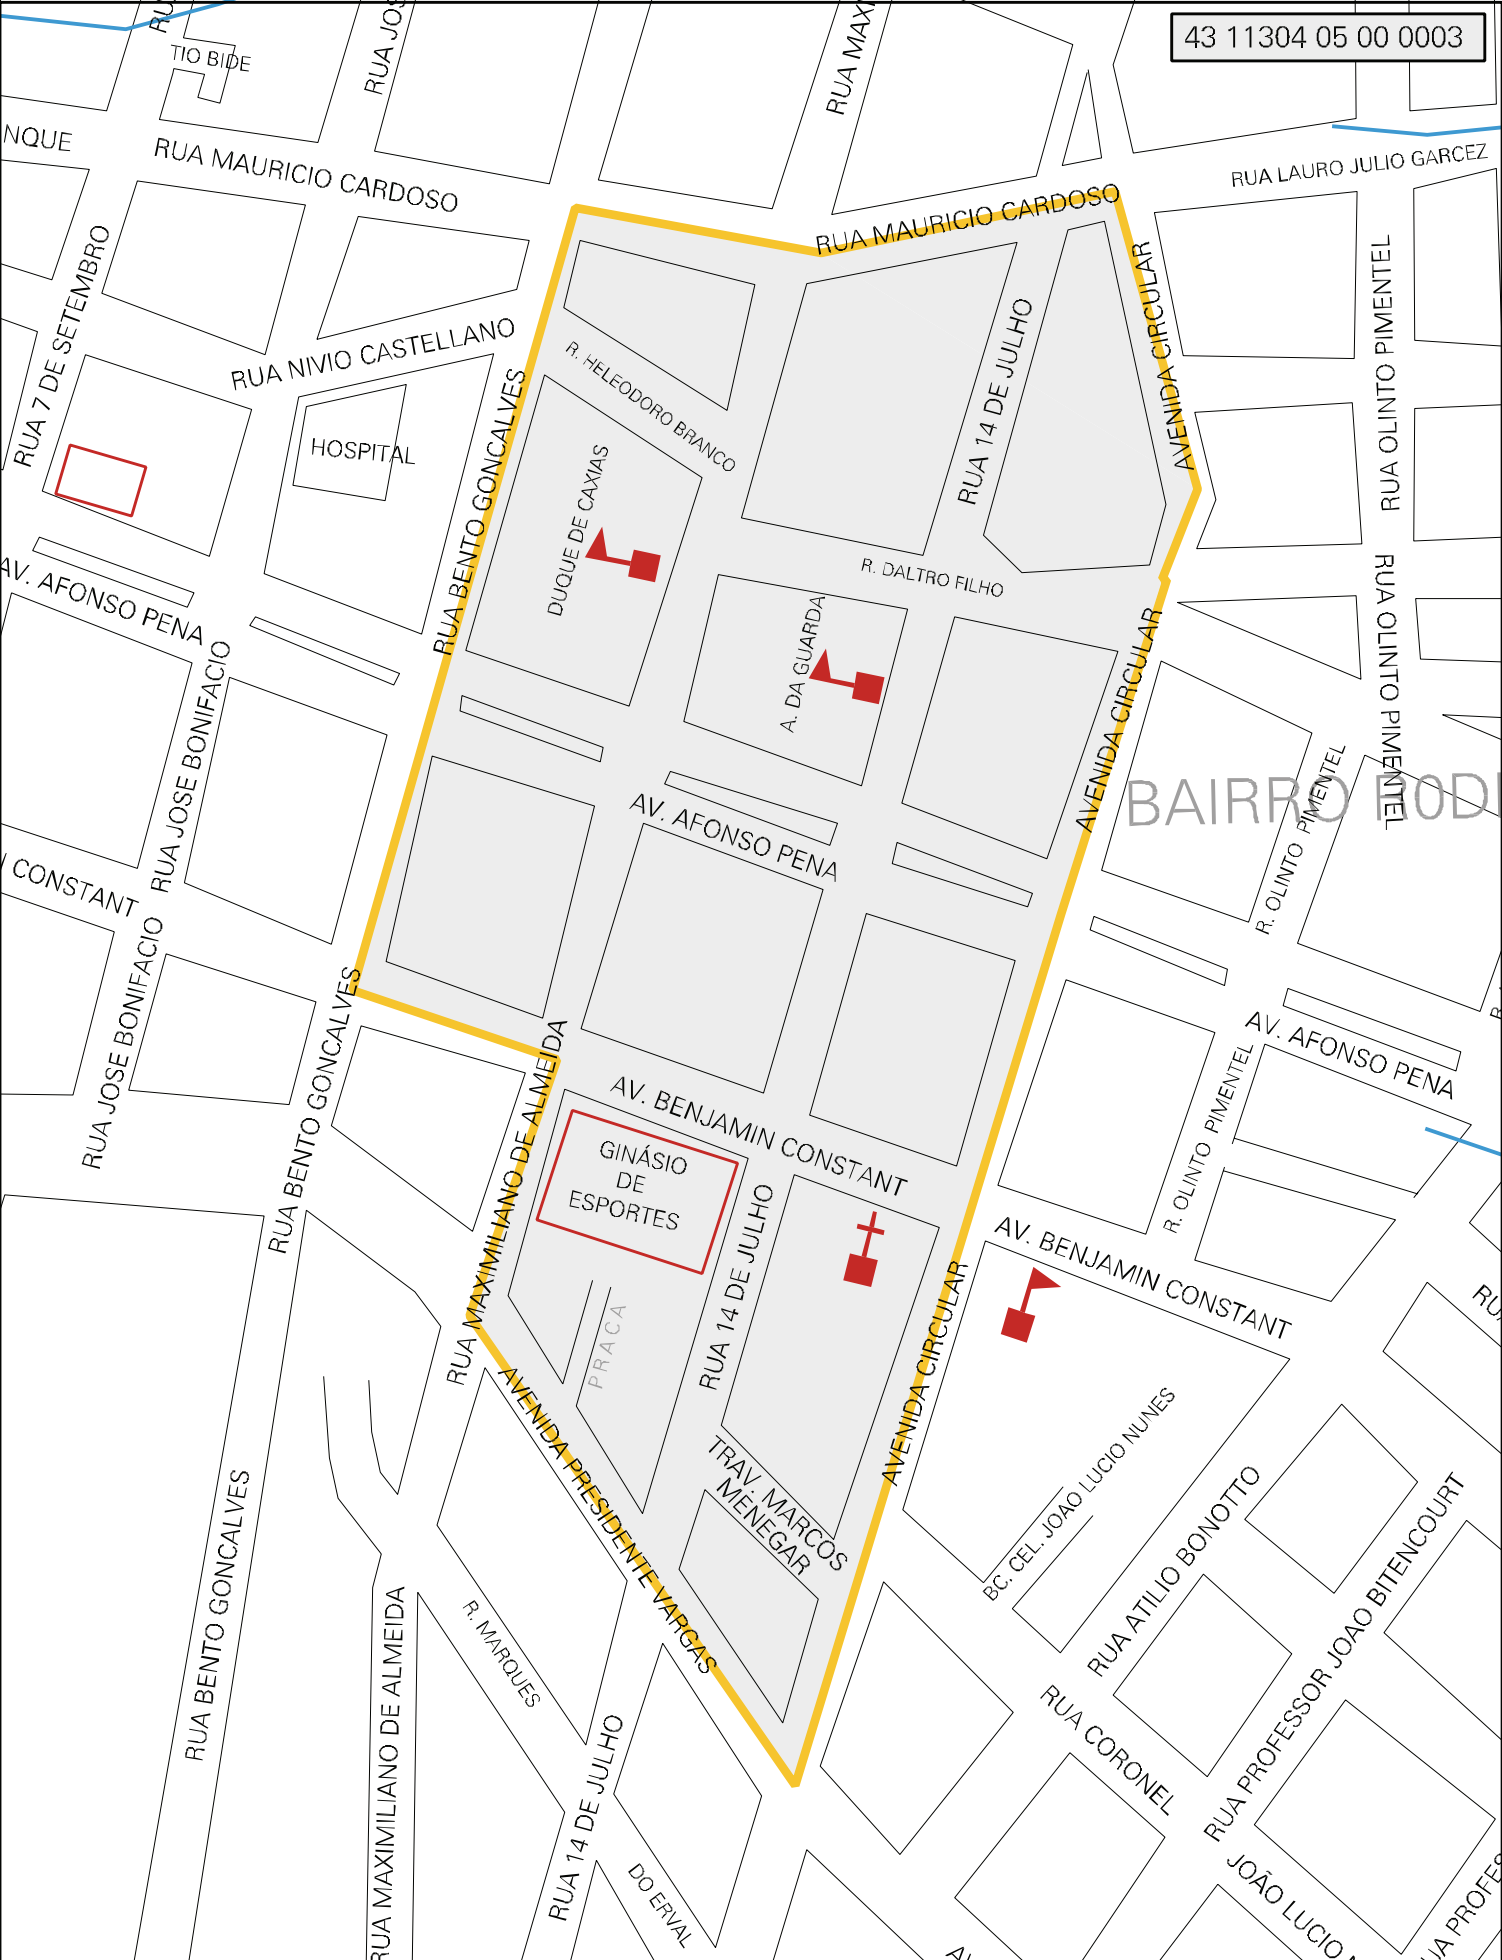 43 11304 05 00 0003
TIO BIDE
NQUE
RUA MAURICIO CARDOSO
RUA LAURO JULIO GARCEZ
RUA MAURICIO CARDOSO
RUA 7 DE SETEMBRO
RUA NIVIO CASTELLANO
HOSPITAL
R. HELEODORO BRANCO
RUA 14 DE JULHO
AVENIDA CIRCULAR
RUA OLINTO PIMENTEL
RUA BENTO GONCALVES
DUQUE DE CAXIAS
R. DALTRO FILHO
A. DA GUARDA
AV. AFONSO PENA
RUA JOSE BONIFACIO
AVENIDA CIRCULAR
RUA OLINTO PIMENTEL
BAIRRO RODI
R. OLINTO PIMENTEL
AV. AFONSO PENA
CONSTANT
RUA JOSE BONIFACIO
RUA BENTO GONCALVES
RUA MAXIMILIANO DE ALMEIDA
AV. BENJAMIN CONSTANT
AV. AFONSO PENA
R. OLINTO PIMENTEL
GINÁSIO
DE
ESPORTES
RUA 14 DE JULHO
PRACA
AV. BENJAMIN CONSTANT
AVENIDA CIRCULAR
AVENIDA PRESIDENTE VARGAS
TRAV. MARCOS
MENEGAR
BC. CEL. JOAO LUCIO NUNES
RUA ATILIO BONOTTO
RUA PROFESSOR JOAO BITENCOURT
RUA BENTO GONCALVES
RUA MAXIMILIANO DE ALMEIDA
R. MARQUES
RUA 14 DE JULHO
DO ERVAL
RUA CORONEL
JOÃO LUCIO